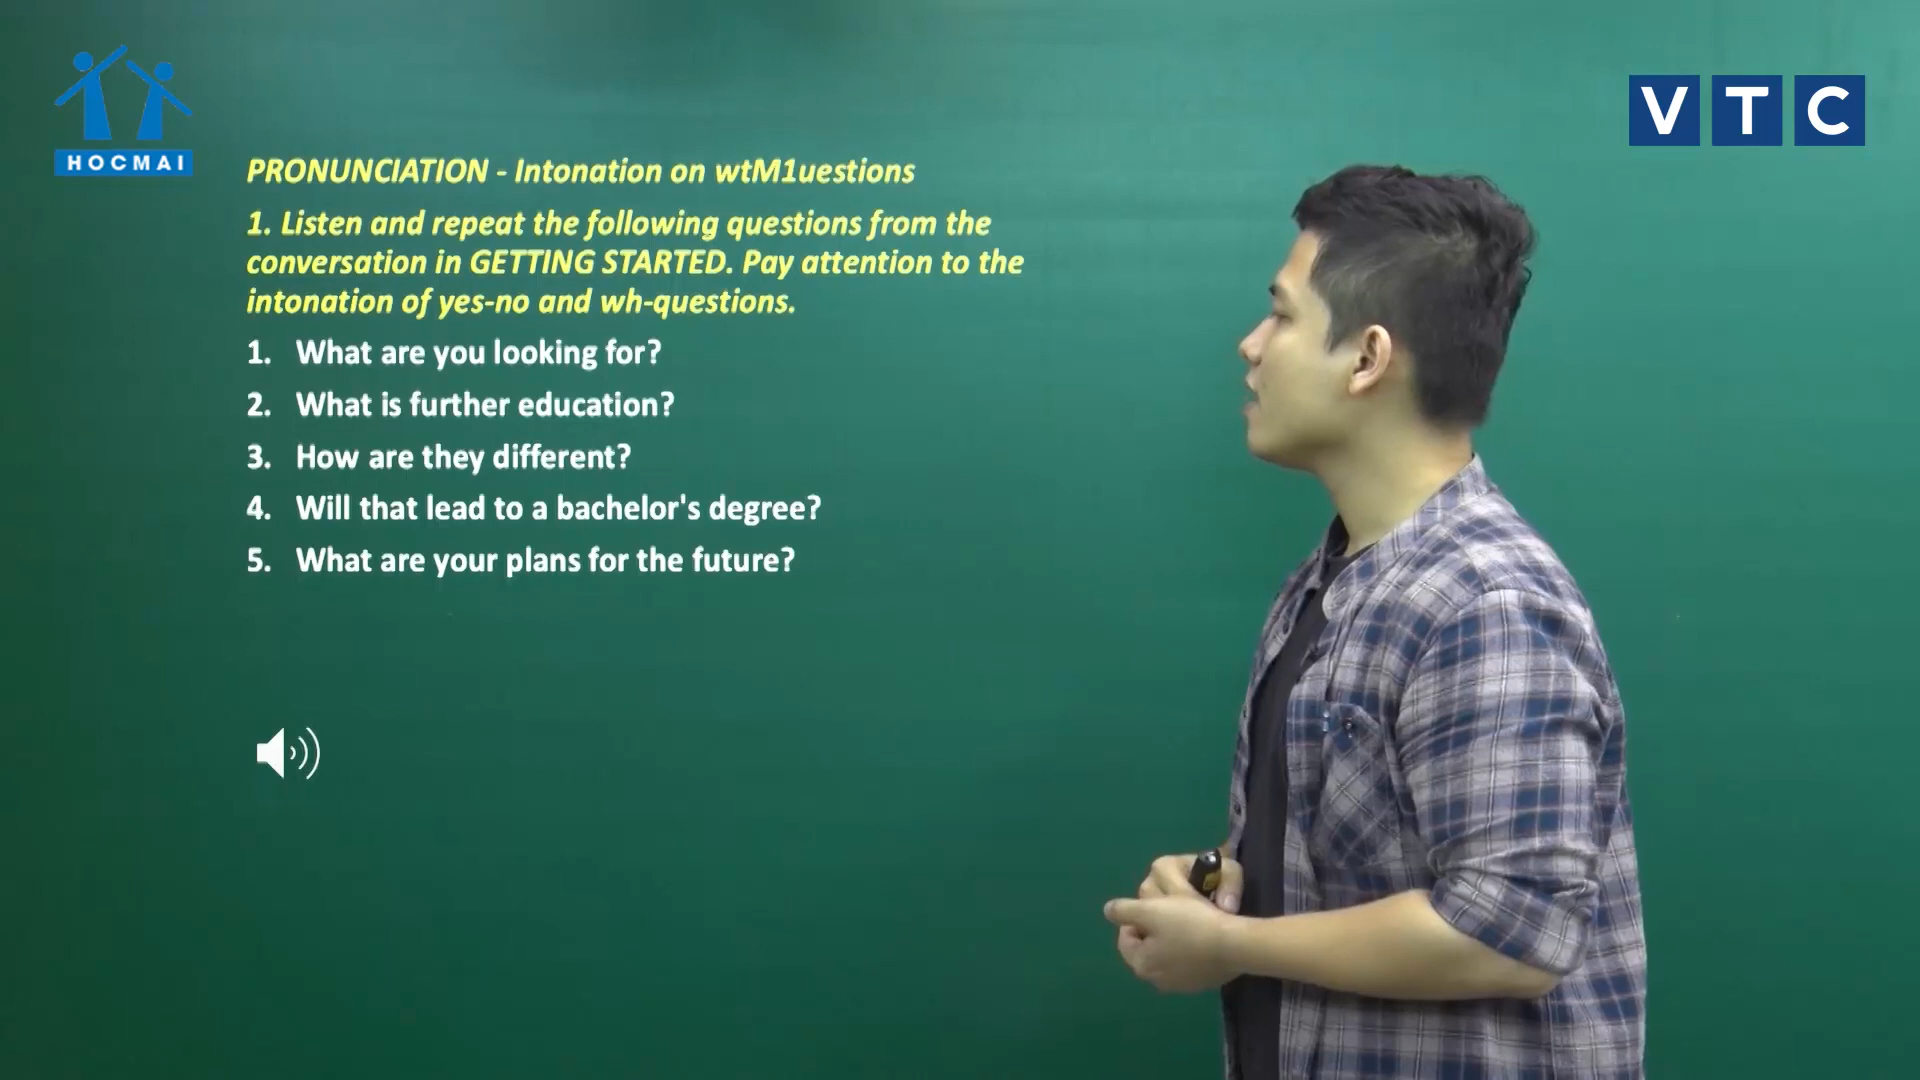 HOCMAI
VTC
PRONUNCIATION - Intonation on wtM1uestions
1. Listen and repeat the following questions from the
conversation in GETTING STARTED. Pay attention to the
intonation of yes-no and wh-questions.
1. What are you looking for?
2. What is further education?
3. How are they different?
4. Will that lead to a bachelor's degree?
5. What are your plans for the future?